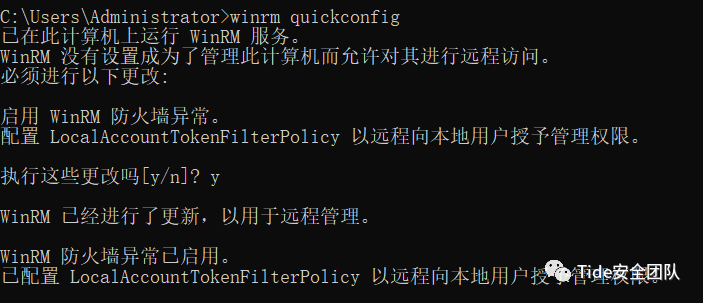 C:\Users\Administrator>winrm quickconfig
已在此计算机上运行 WinRM 服务。
WinRM 没有设置成为了管理此计算机而允许对其进行远程访问。
必须进行以下更改:
启用 WinRM 防火墙异常。
配置 LocalAccountTokenFilterPolicy 以远程向本地用户授予管理权限。
执行这些更改吗[y/n]? y
WinRM 已经进行了更新，以用于远程管理。
WinRM 防火墙异常已启用。
已配置 LocalAccountTokenFilterPolicy 以远程向本地用户授予管理权限。
Tide安全团队